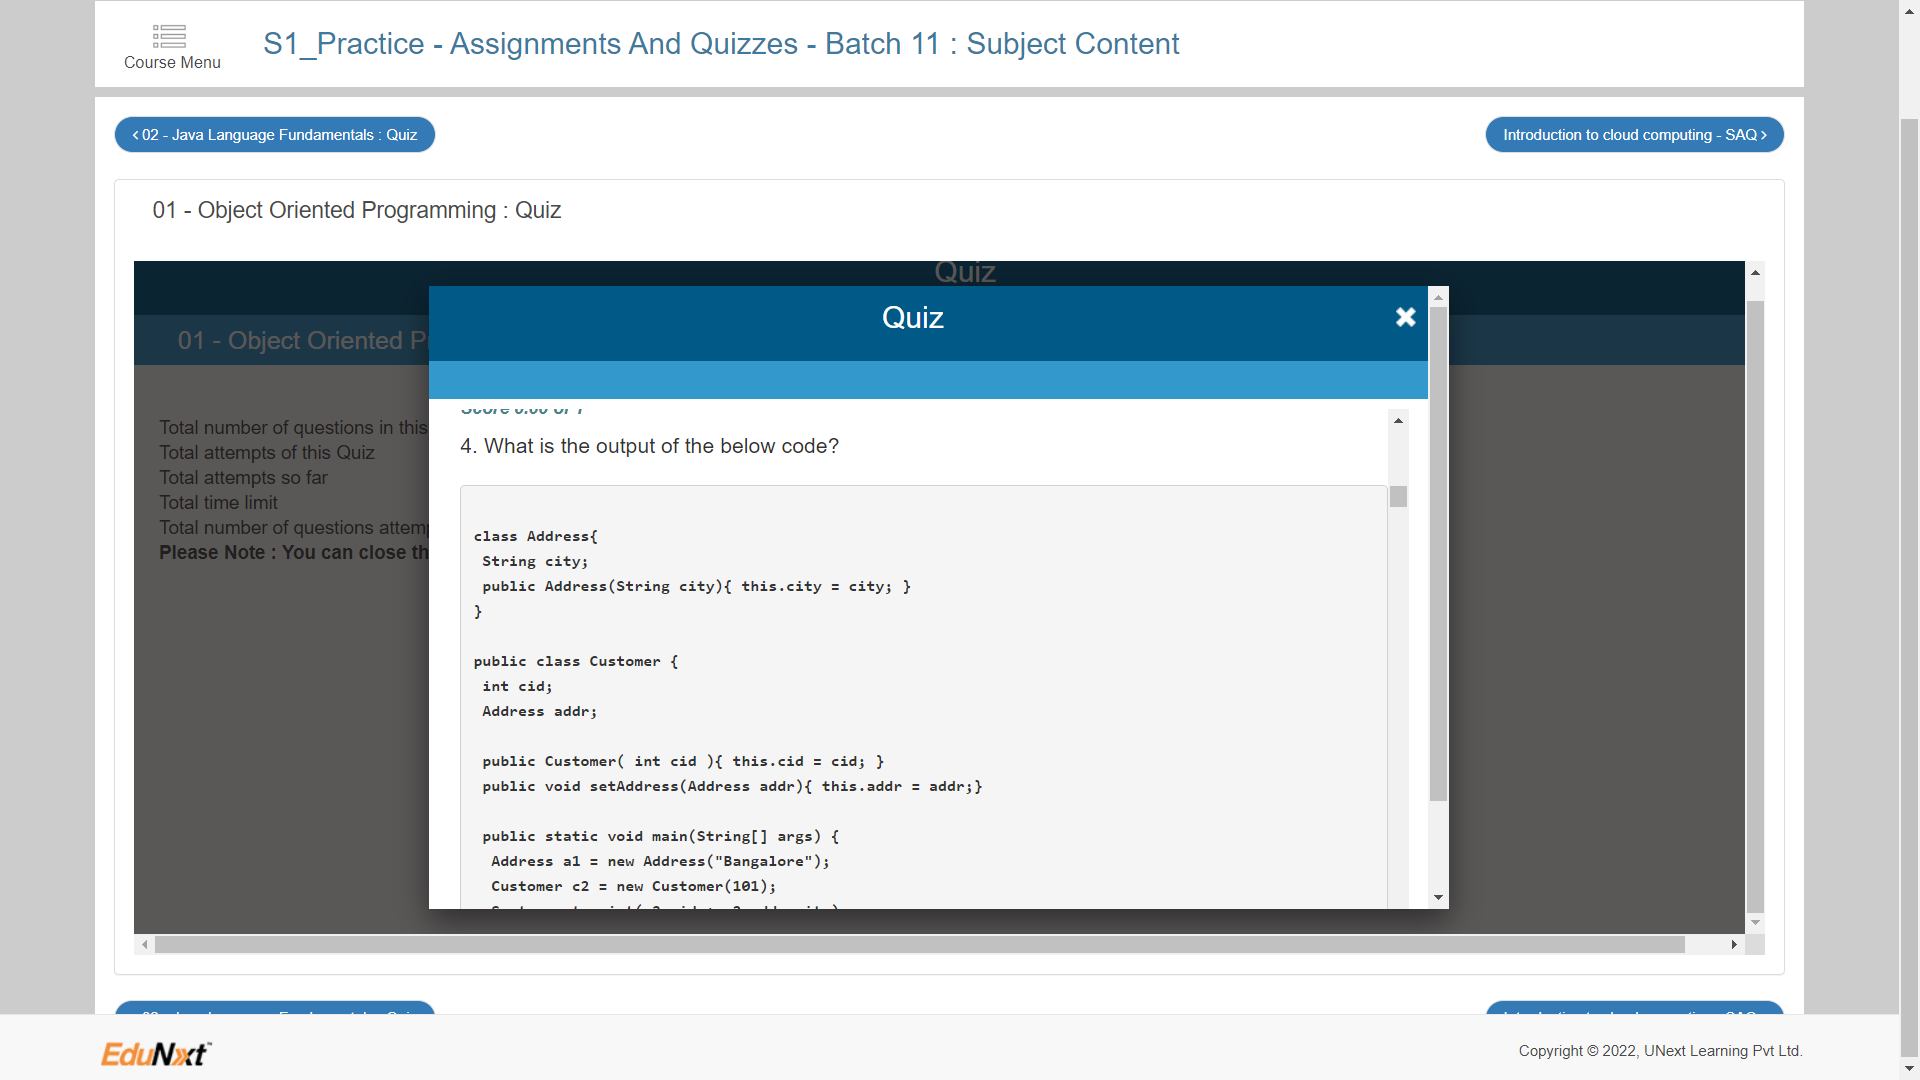 Course Menu
S1_Practice - Assignments And Quizzes - Batch 11 : Subject Content
02 - Java Language Fundamentals : Quiz
Introduction to cloud computing - SAQ
01 - Object Oriented Programming : Quiz
Quiz
01 - Object Oriented P
Total number of questions in this
Total attempts of this Quiz
Total attempts so far
Total time limit
Total number of questions attem
Please Note : You can close th
Quiz
4. What is the output of the below code?
class Address{
String city;
public Address(String city){ this.city = city; }
}
public class Customer {
int cid;
Address addr;
public Customer( int cid ){ this.cid = cid; }
public void setAddress(Address addr){ this.addr = addr;}
public static void main(String[] args) {
Address a1 = new Address("Bangalore");
Customer c2 = new Customer(101);
EduNxt
Copyright © 2022, UNext Learning Pvt Ltd.